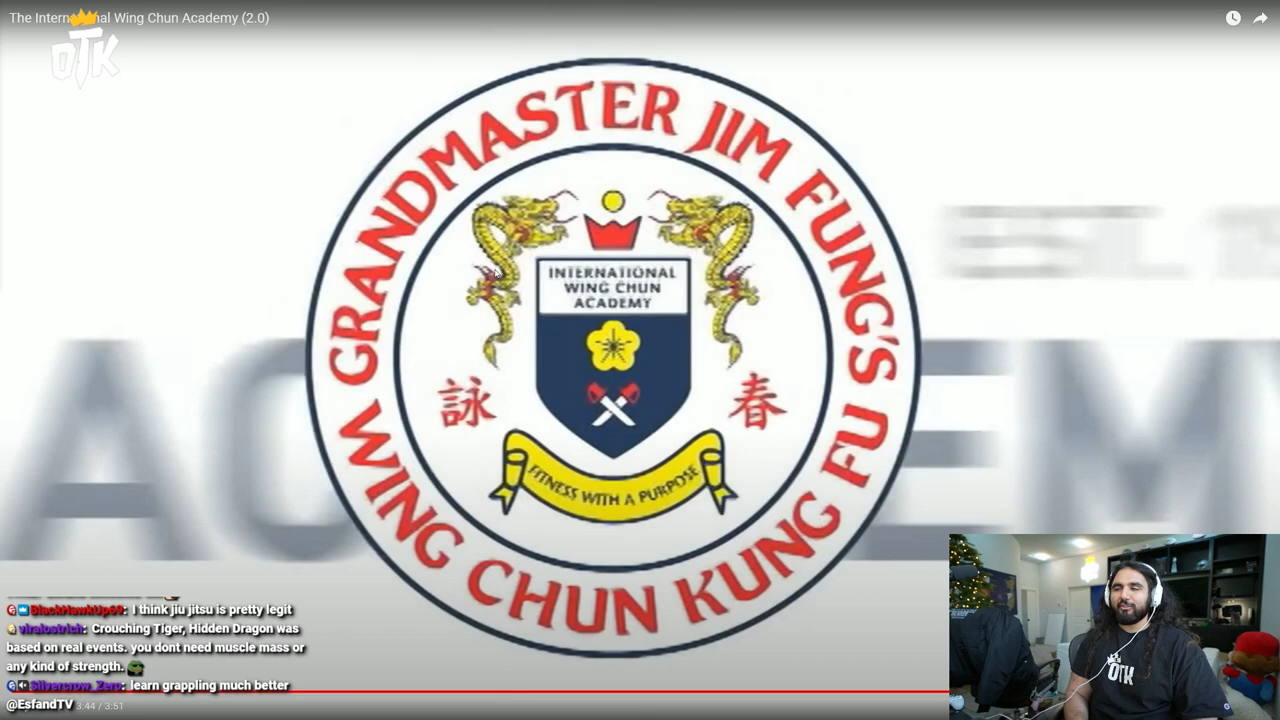 The International Wing Chun Academy (2.0)
OTK
GRANDMASTER JIM FUNG'S
WING CHUN KUNG FU
INTERNATIONAL
WING CHUN
ACADEMY
詠
春
FITNESS WITH A PURPOSE
BlackHawkUp69: I think jiu jitsu is pretty legit
viralostrich: Crouching Tiger, Hidden Dragon was
based on real events. you dont need muscle mass or
any kind of strength.
Silvercrow_Zero: learn grappling much better
@EsfandTV
3:44 / 3:51
OTK